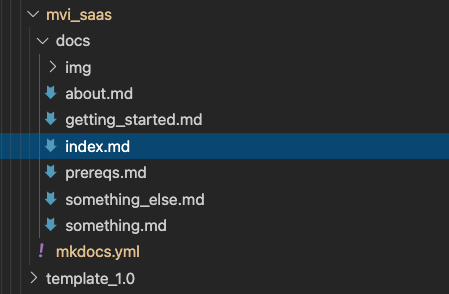 mvi_saas
docs
img
about.md
getting_started.md
index.md
prereqs.md
something_else.md
something.md
! mkdocs.yml
template_1.0